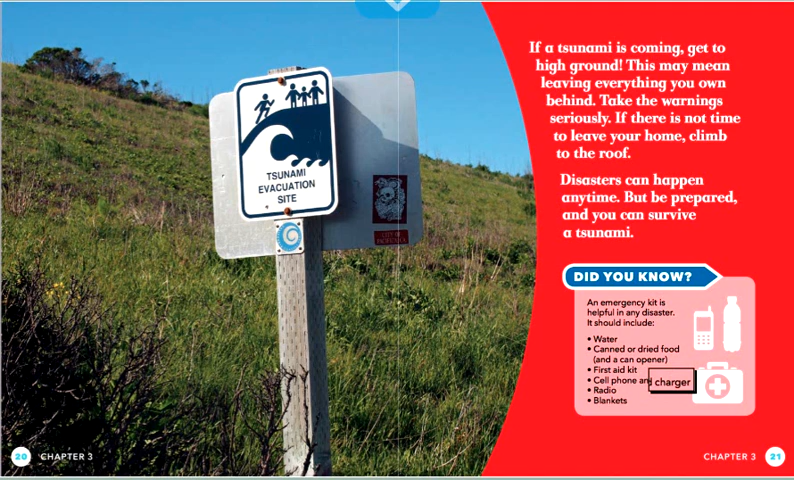 TSUNAMI
EVACUATION
SITE
20 CHAPTER 3
If a tsunami is coming, get to
high ground! This may mean
leaving everything you own
behind. Take the warnings
seriously. If there is not time
to leave your home, climb
to the roof.
Disasters can happen
anytime. But be prepared,
and you can survive
a tsunami.
DID YOU KNOW?
An emergency kit is
helpful in any disaster.
It should include:
• Water
• Canned or dried food
(and a can opener)
• First aid kit
• Cell phone and charger
• Radio
• Blankets
CHAPTER 3 21